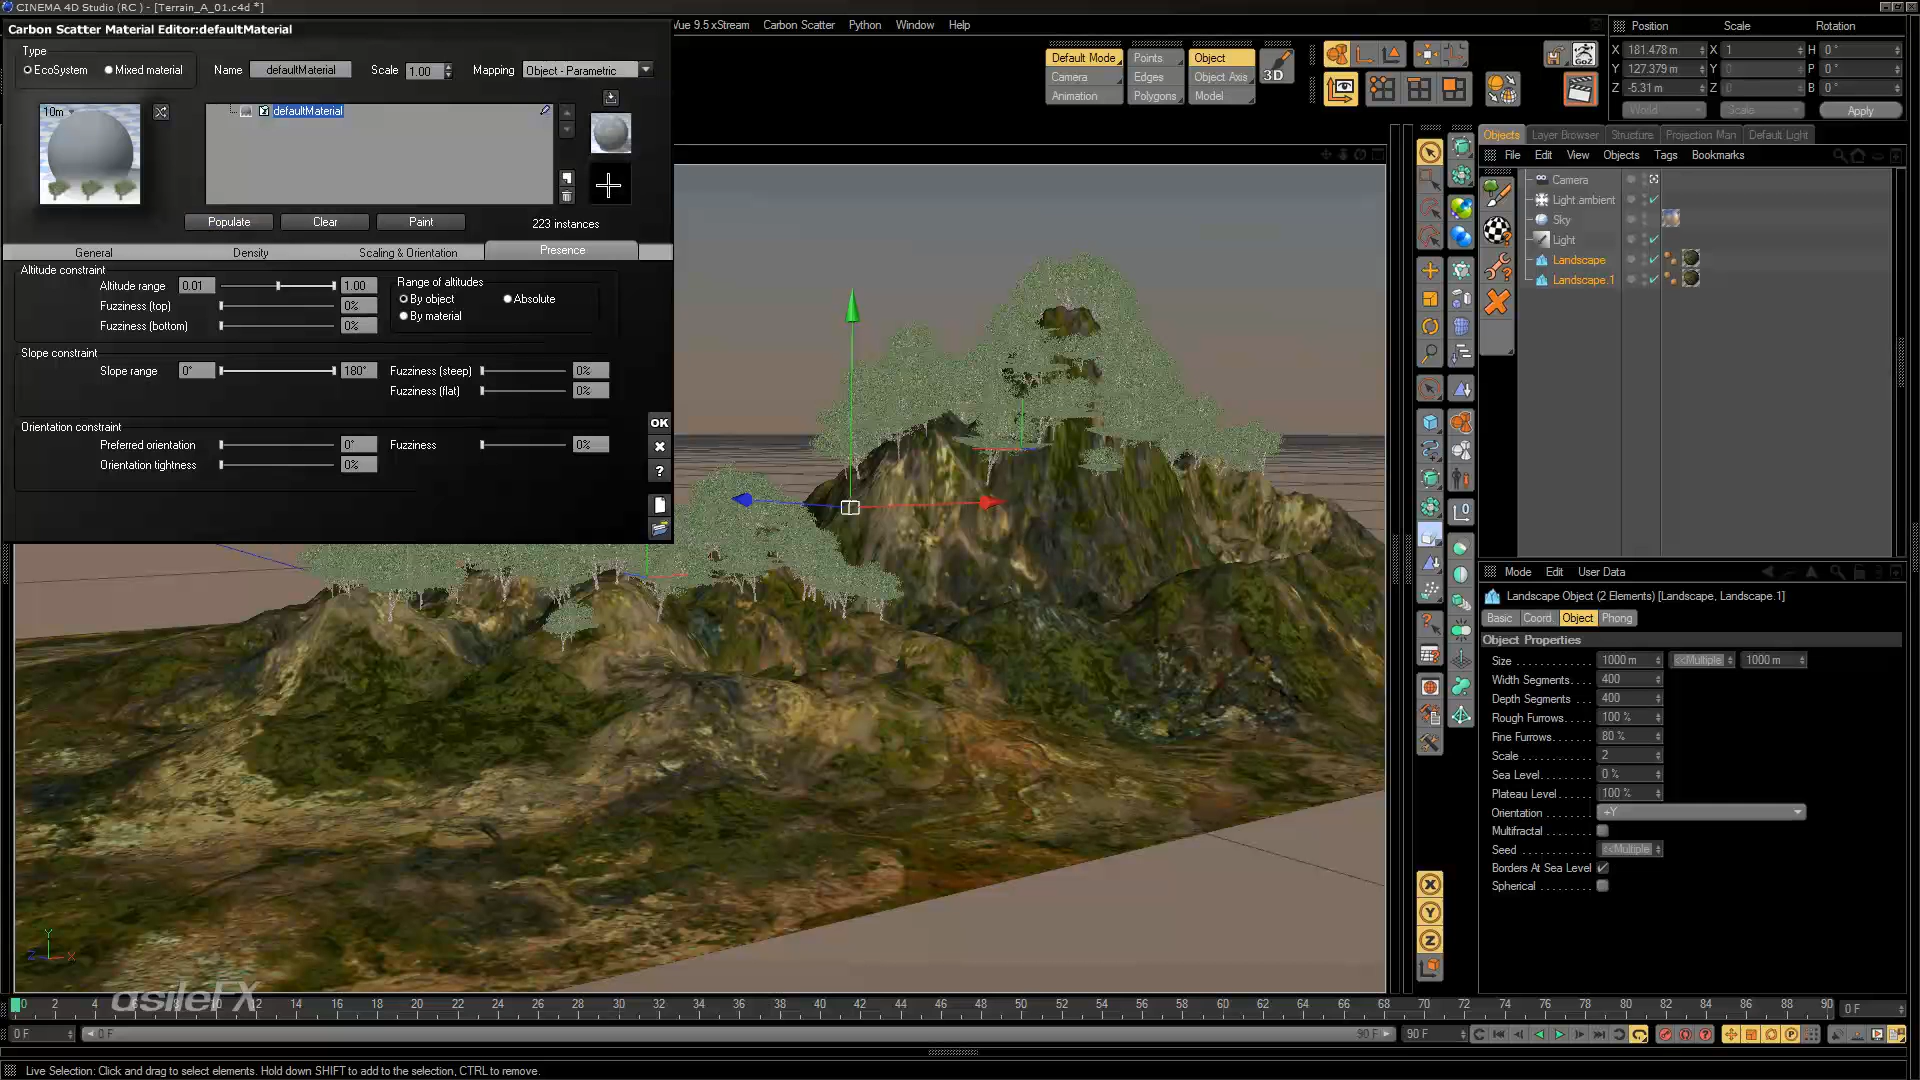 CINEMA 4D Studio (RC ) - [Terrain_A_01.c4d *]
Carbon Scatter Material Editor:defaultMaterial
Vue 9.5 xStream Carbon Scatter Python Window Help
Type
EcoSystem Mixed material
Name defaultMaterial Scale 1.00 Mapping Object - Parametric
10m
defaultMaterial
Populate Clear Paint 223 instances
General Density Scaling & Orientation Presence
Altitude constraint
Altitude range 0.01 1.00
Fuzziness (top) 0%
Fuzziness (bottom) 0%
Range of altitudes
By object Absolute
By material
Slope constraint
Slope range 0° 180° Fuzziness (steep) 0%
Fuzziness (flat) 0%
Orientation constraint
Preferred orientation 0° Fuzziness 0%
Orientation tightness 0%
OK
?
Default Mode Points Object
Camera Edges Object Axis
Animation Polygons Model
3D
GoZ
Position Scale Rotation
X 181.478 m X 1 H 0°
Y 127.379 m Y 0 P 0°
Z -5.31 m Z 0 B 0°
World Scale Apply
Objects Layer Browser Structure Projection Man Default Light
File Edit View Objects Tags Bookmarks
Camera
Light.ambient
Sky
Light
Landscape
Landscape.1
Mode Edit User Data
Landscape Object (2 Elements) [Landscape, Landscape.1]
Basic Coord Object Phong
Object Properties
Size 1000 m <<Multiple 1000 m
Width Segments 400
Depth Segments 400
Rough Furrows 100 %
Fine Furrows 80 %
Scale 2
Sea Level 0 %
Plateau Level 100 %
Orientation +Y
Multifractal
Seed <<Multiple
Borders At Sea Level
Spherical
X
Y
Z
Y
Z X
asileFX
0 2 4 6 8 10 12 14 16 18 20 22 24 26 28 30 32 34 36 38 40 42 44 46 48 50 52 54 56 58 60 62 64 66 68 70 72 74 76 78 80 82 84 86 88 90 0 F
0 F 0 F 90 F 90 F
Live Selection: Click and drag to select elements. Hold down SHIFT to add to the selection, CTRL to remove.